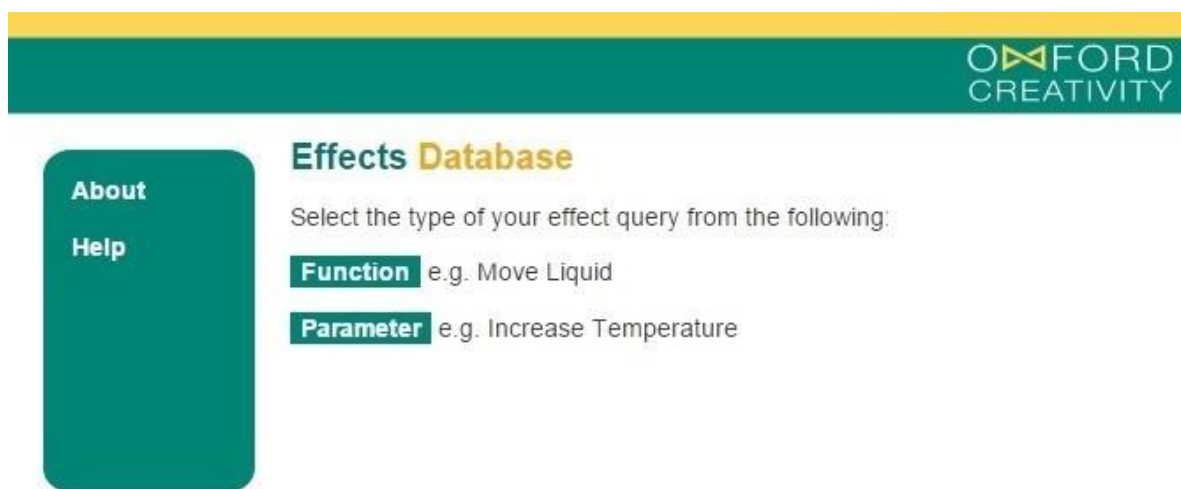 OXFORD
CREATIVITY
About
Help
Effects Database
Select the type of your effect query from the following:
Function e.g. Move Liquid
Parameter e.g. Increase Temperature